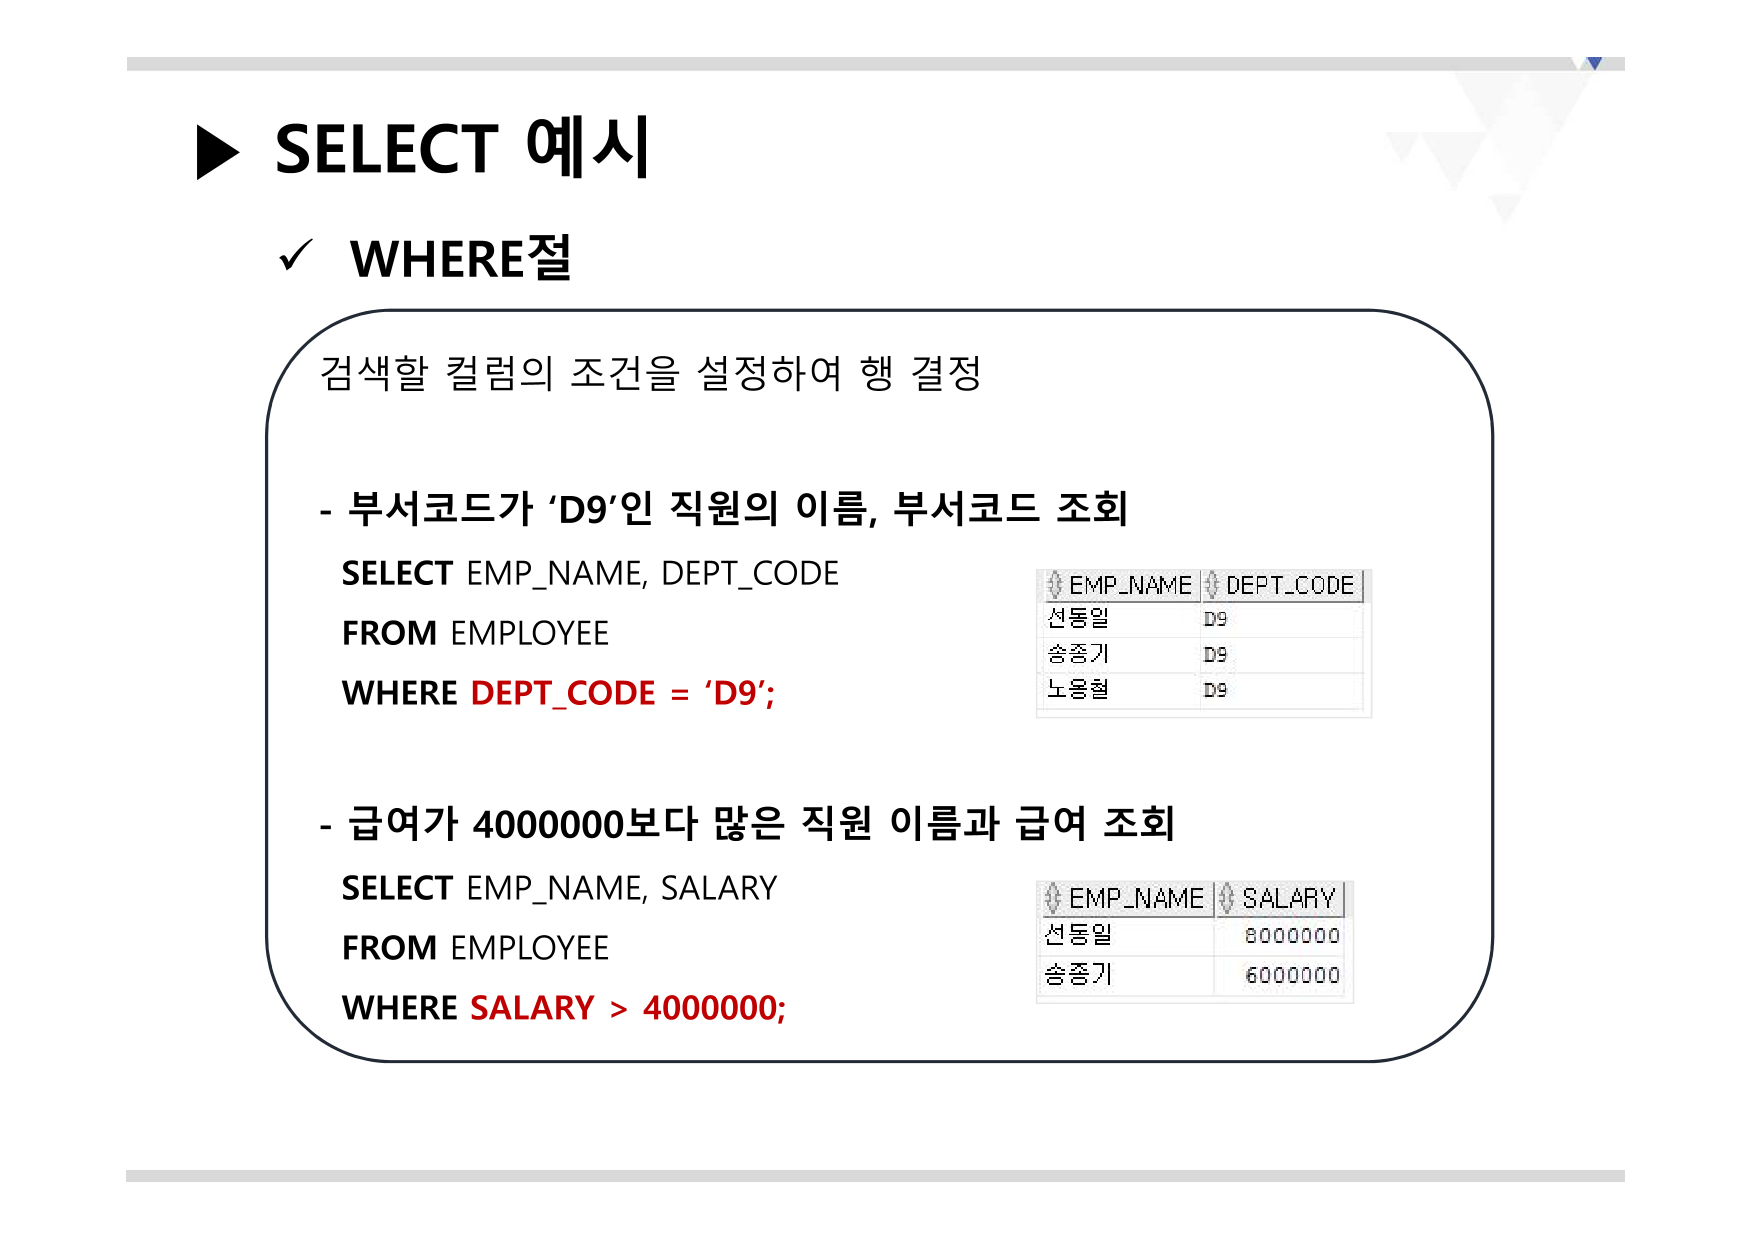 ▶ SELECT 예시
✓ WHERE절
검색할 컬럼의 조건을 설정하여 행 결정
- 부서코드가 ‘D9’인 직원의 이름, 부서코드 조회
SELECT EMP_NAME, DEPT_CODE
FROM EMPLOYEE
WHERE DEPT_CODE = ‘D9’;
EMP_NAME DEPT_CODE
선동일 D9
송종기 D9
노옹철 D9
- 급여가 4000000보다 많은 직원 이름과 급여 조회
SELECT EMP_NAME, SALARY
FROM EMPLOYEE
WHERE SALARY > 4000000;
EMP_NAME SALARY
선동일 8000000
송종기 6000000